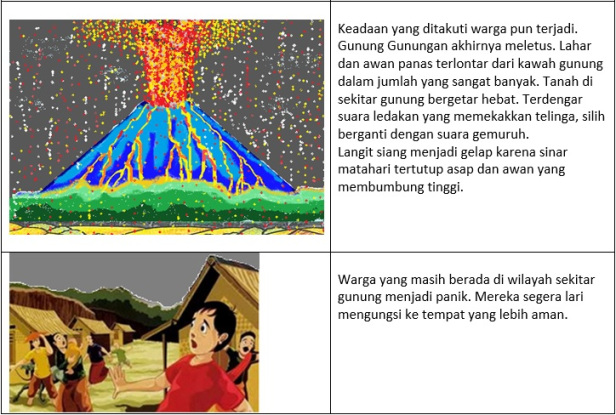 Keadaan yang ditakuti warga pun terjadi.
Gunung Gunungan akhirnya meletus. Lahar
dan awan panas terlontar dari kawah gunung
dalam jumlah yang sangat banyak. Tanah di
sekitar gunung bergetar hebat. Terdengar
suara ledakan yang memekakkan telinga, silih
berganti dengan suara gemuruh.
Langit siang menjadi gelap karena sinar
matahari tertutup asap dan awan yang
membumbung tinggi.
Warga yang masih berada di wilayah sekitar
gunung menjadi panik. Mereka segera lari
mengungsi ke tempat yang lebih aman.